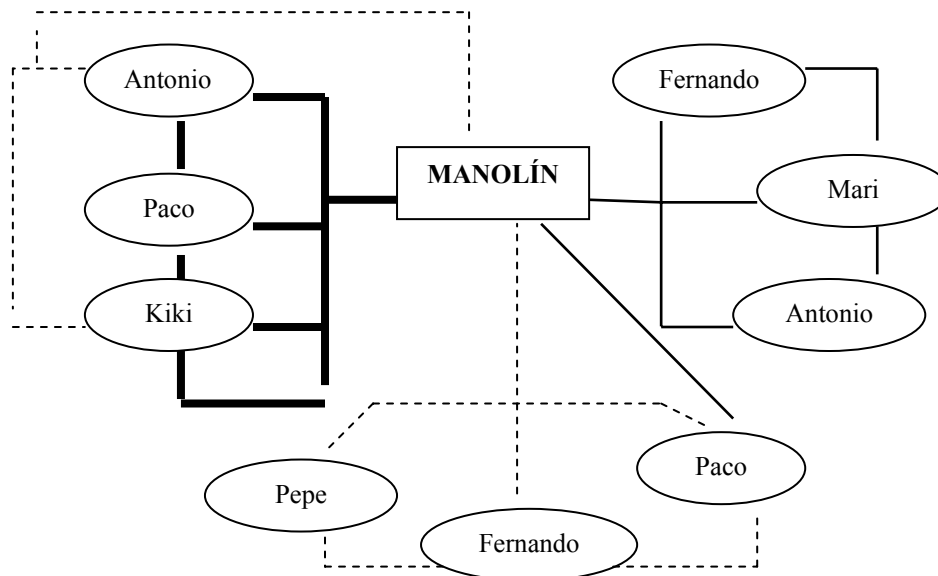 Antonio
Fernando
MANOLÍN
Mari
Paco
Kiki
Antonio
Paco
Pepe
Fernando